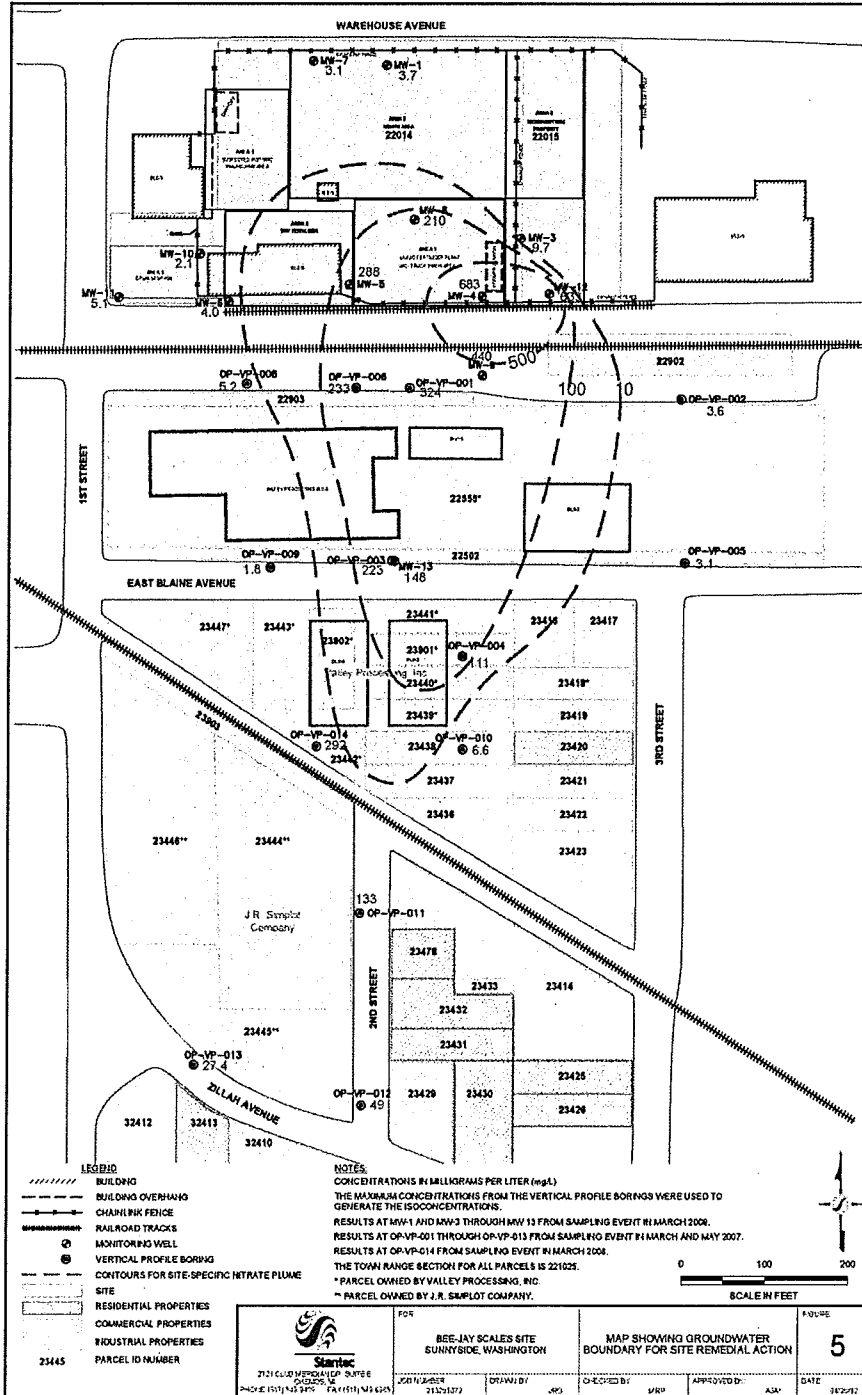 WAREHOUSE AVENUE
MW-7
3.1
MW-1
3.7
22014
22015
210
MW-3
9.7
MW-10
2.1
288
MW-5
683
MW-4
5.1
4.0
440
500
22902
100
10
5.2
OP-VP-006
233
OP-VP-001
324
OP-VP-002
3.6
22903
1ST STREET
22558*
22502
OP-VP-009
1.8
OP-VP-003
223
MW-13
148
OP-VP-005
3.1
EAST BLAINE AVENUE
23447*
23443*
23441*
23416
23417
23902*
23901*
OP-VP-004
111
Valley Processing, Inc
23440*
23418*
23439*
23419
23903
OP-VP-014
292
23442*
23438
OP-VP-010
6.6
23420
3RD STREET
23437
23421
23436
23422
23423
23446**
23444**
J.R. Simplot
Company
133
OP-VP-011
23478
23433
23414
23432
23431
2ND STREET
23445**
OP-VP-013
27.4
ZILLAH AVENUE
OP-VP-012
49
23429
23430
23425
23426
32412
32413
32410
LEGEND
BUILDING
BUILDING OVERHANG
CHAINLINK FENCE
RAILROAD TRACKS
MONITORING WELL
VERTICAL PROFILE BORING
CONTOURS FOR SITE-SPECIFIC NITRATE PLUME
SITE
RESIDENTIAL PROPERTIES
COMMERCIAL PROPERTIES
INDUSTRIAL PROPERTIES
23445 PARCEL ID NUMBER
NOTES:
CONCENTRATIONS IN MILLIGRAMS PER LITER (mg/L)
THE MAXIMUM CONCENTRATIONS FROM THE VERTICAL PROFILE BORINGS WERE USED TO
GENERATE THE ISOCONCENTRATIONS.
RESULTS AT MW-1 AND MW-3 THROUGH MW 13 FROM SAMPLING EVENT IN MARCH 2008.
RESULTS AT OP-VP-001 THROUGH OP-VP-013 FROM SAMPLING EVENT IN MARCH AND MAY 2007.
RESULTS AT OP-VP-014 FROM SAMPLING EVENT IN MARCH 2008.
THE TOWN RANGE SECTION FOR ALL PARCELS IS 221025.
* PARCEL OWNED BY VALLEY PROCESSING, INC.
** PARCEL OWNED BY J.R. SIMPLOT COMPANY.
0 100 200
SCALE IN FEET
Stantec
FOR
BEE-JAY SCALES SITE
SUNNYSIDE, WASHINGTON
MAP SHOWING GROUNDWATER
BOUNDARY FOR SITE REMEDIAL ACTION
FIGURE
5
JOB NUMBER
DRAWN BY
CHECKED BY
APPROVED BY
DATE